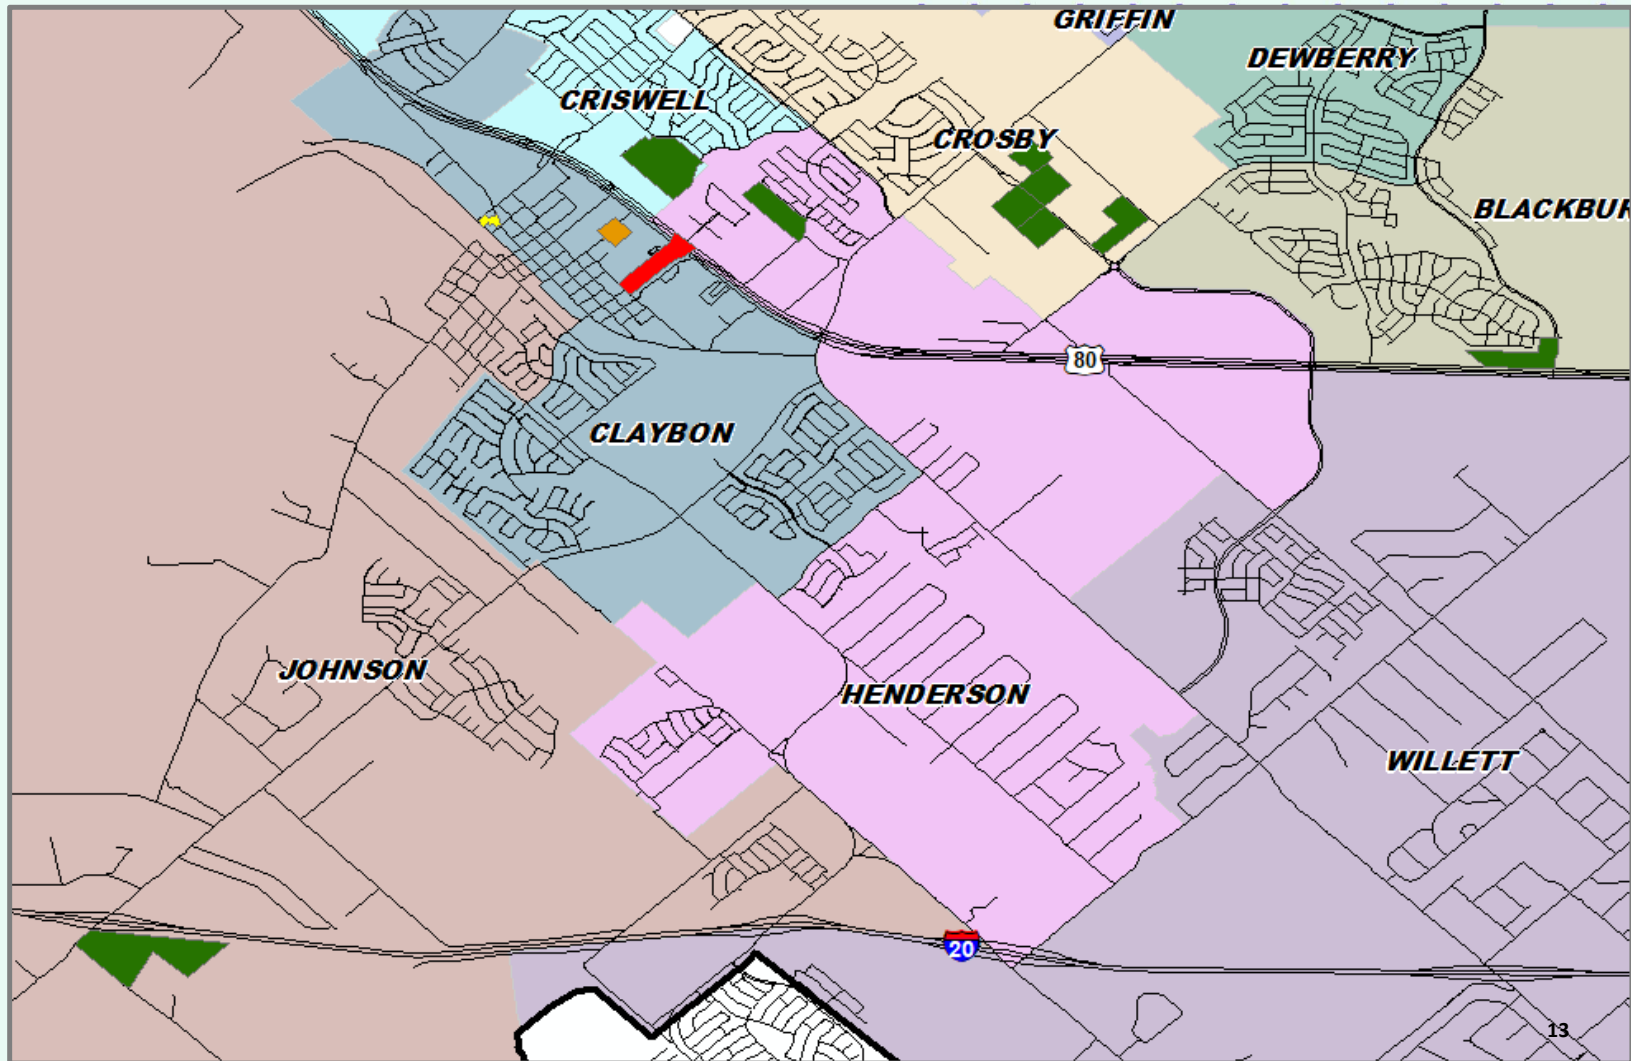 GRIFFIN
DEWBERRY
CRISWELL
CROSBY
BLACKBUR
80
CLAYBON
JOHNSON
HENDERSON
WILLETT
20
13